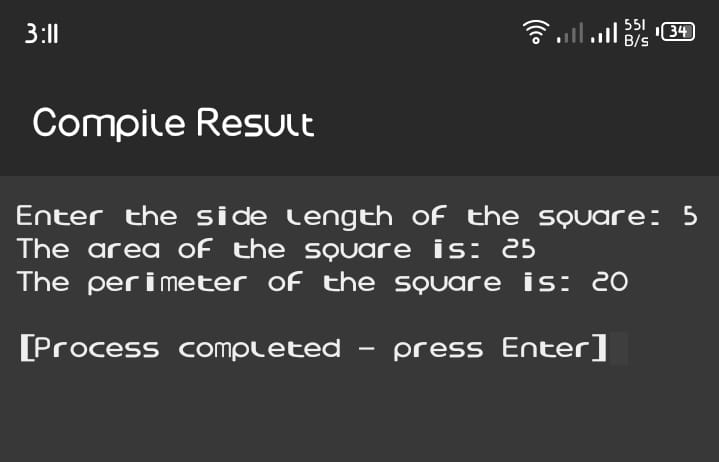 3:11
551 B/s 34
Compile Result
Enter the side length of the square: 5
The area of the square is: 25
The perimeter of the square is: 20
[Process completed - press Enter]